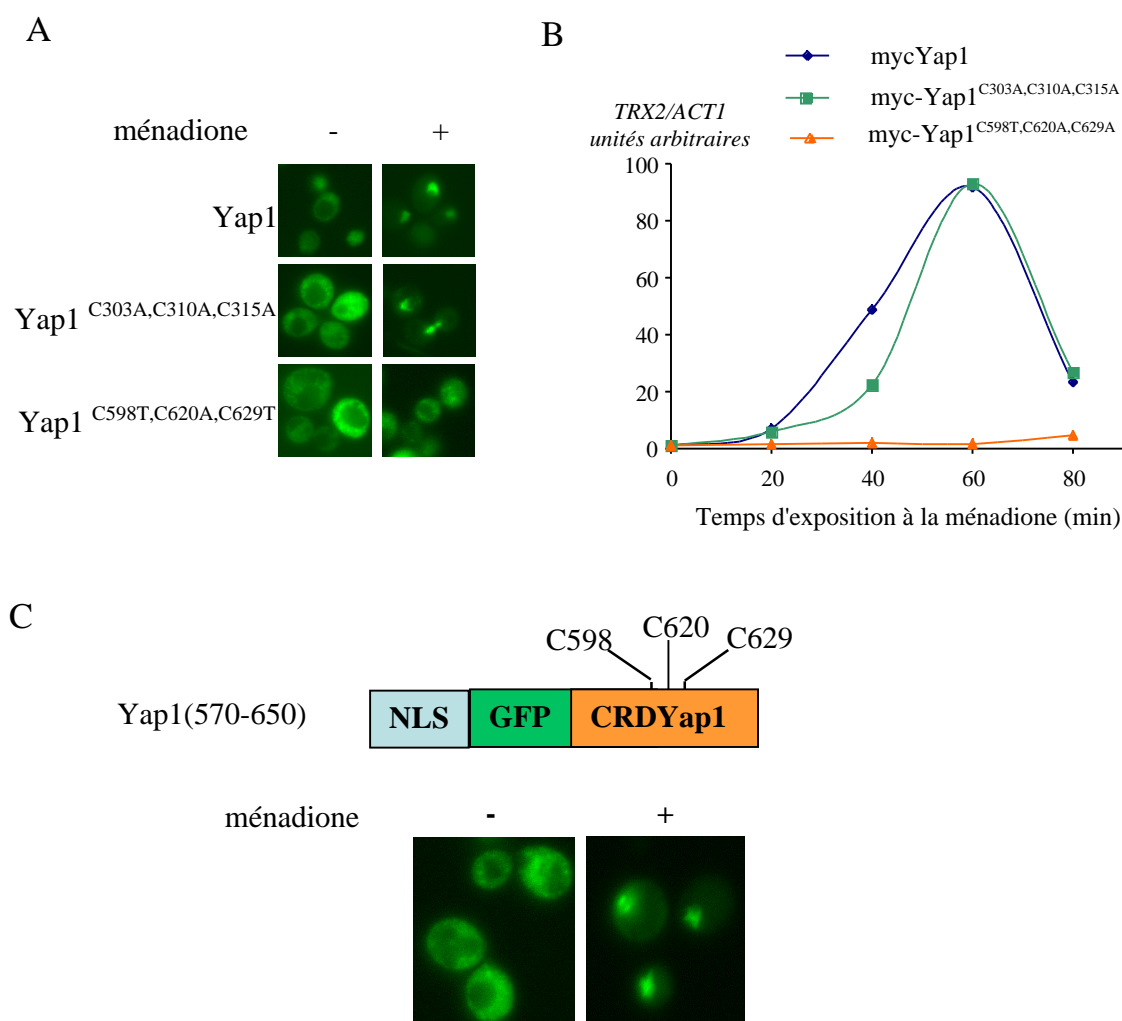 A
ménadione - +
Yap1
Yap1 C303A,C310A,C315A
Yap1 C598T,C620A,C629T
B
mycYap1
myc-Yap1C303A,C310A,C315A
myc-Yap1C598T,C620A,C629A
TRX2/ACT1
unités arbitraires
100
80
60
40
20
0
0 20 40 60 80
Temps d'exposition à la ménadione (min)
C
C598 C620 C629
Yap1(570-650) NLS GFP CRDYap1
ménadione - +